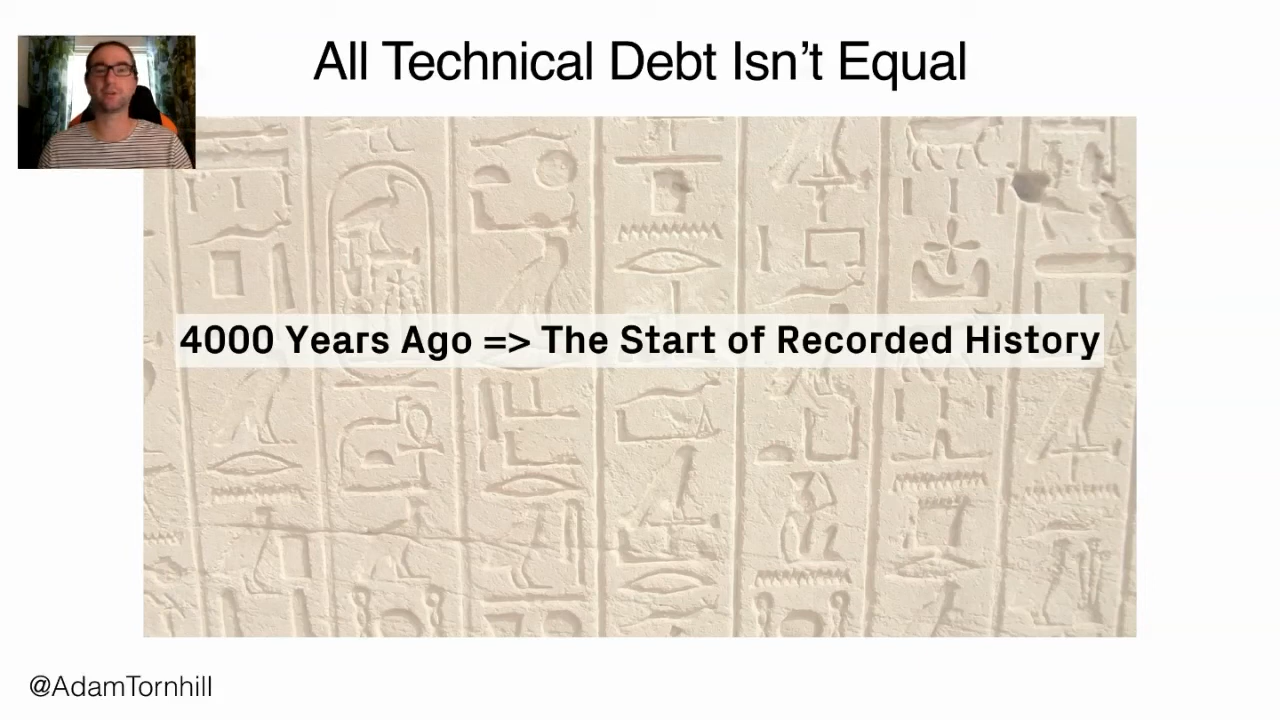 All Technical Debt Isn’t Equal
4000 Years Ago => The Start of Recorded History
@AdamTornhill